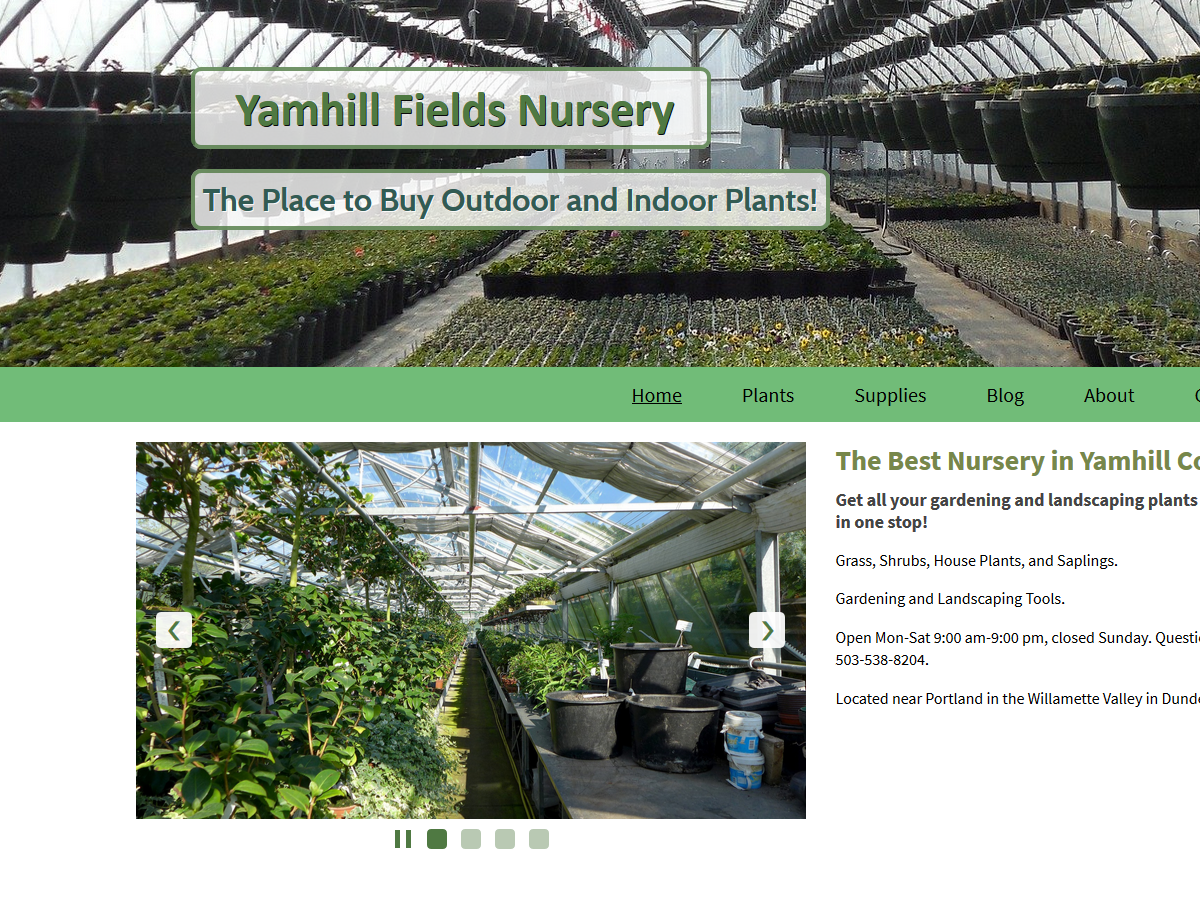 Yamhill Fields Nursery
The Place to Buy Outdoor and Indoor Plants!
Home Plants Supplies Blog About
The Best Nursery in Yamhill
Get all your gardening and landscaping plants
in one stop!
Grass, Shrubs, House Plants, and Saplings.
Gardening and Landscaping Tools.
Open Mon-Sat 9:00 am-9:00 pm, closed Sunday.
503-538-8204.
Located near Portland in the Willamette Valley in